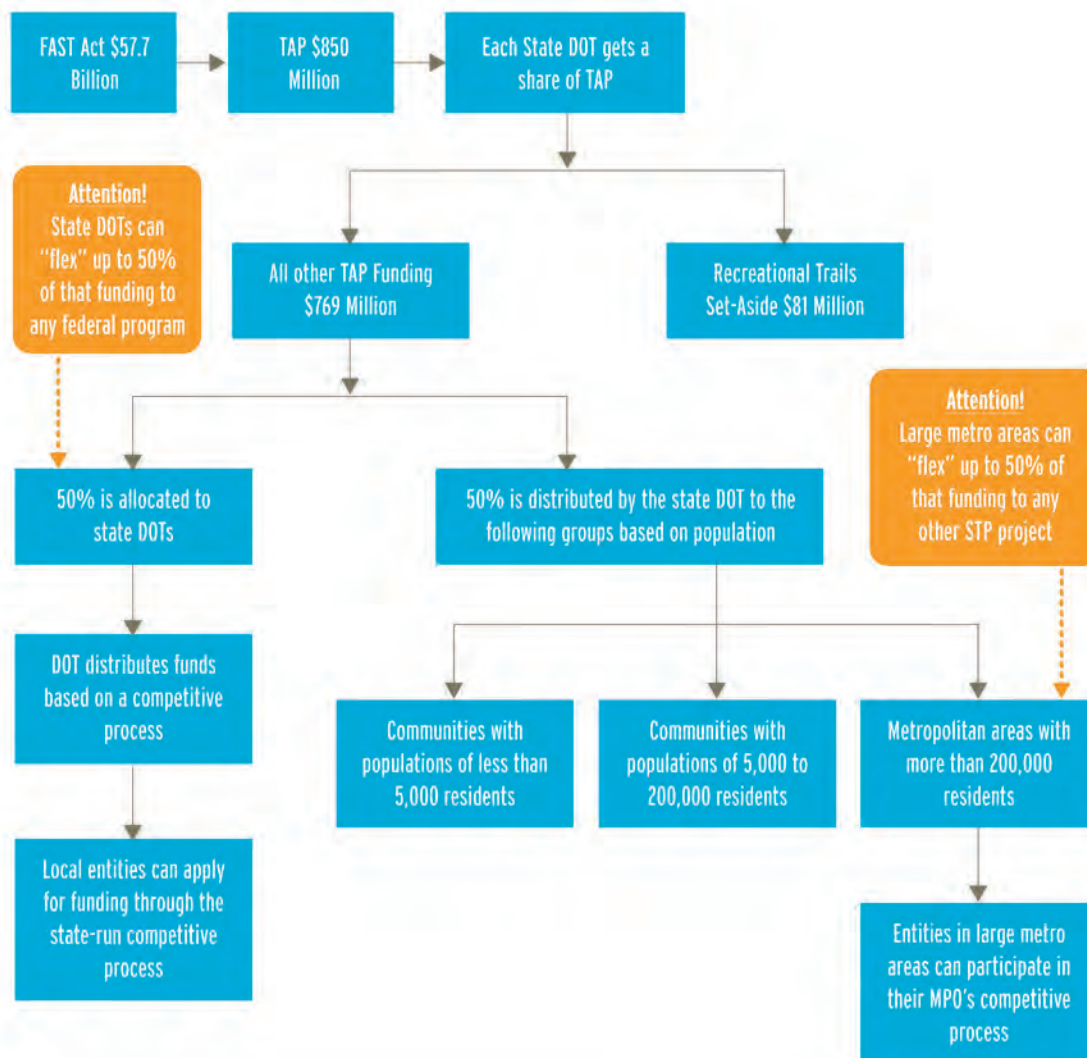 FAST Act $57.7
Billion
TAP $850
Million
Each State DOT gets a
share of TAP
Attention!
State DOTs can
“flex” up to 50%
of that funding to
any federal program
All other TAP Funding
$769 Million
Recreational Trails
Set-Aside $81 Million
Attention!
Large metro areas can
“flex” up to 50% of
that funding to any
other STP project
50% is allocated to
state DOTs
50% is distributed by the state DOT to the
following groups based on population
DOT distributes funds
based on a competitive
process
Communities with
populations of less than
5,000 residents
Communities with
populations of 5,000 to
200,000 residents
Metropolitan areas with
more than 200,000
residents
Local entities can apply
for funding through the
state-run competitive
process
Entities in large metro
areas can participate in
their MPO’s competitive
process